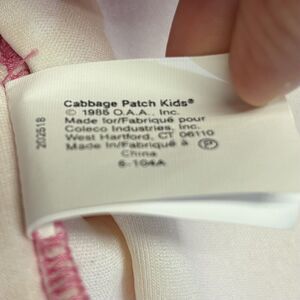 Cabbage Patch Kids®
© 1985 O.A.A., Inc.
Made for/Fabriqué pour
Coleco Industries, Inc.
West Hartford, CT 06110
Made in/Fabriqué à
China
6-104A
P
202518